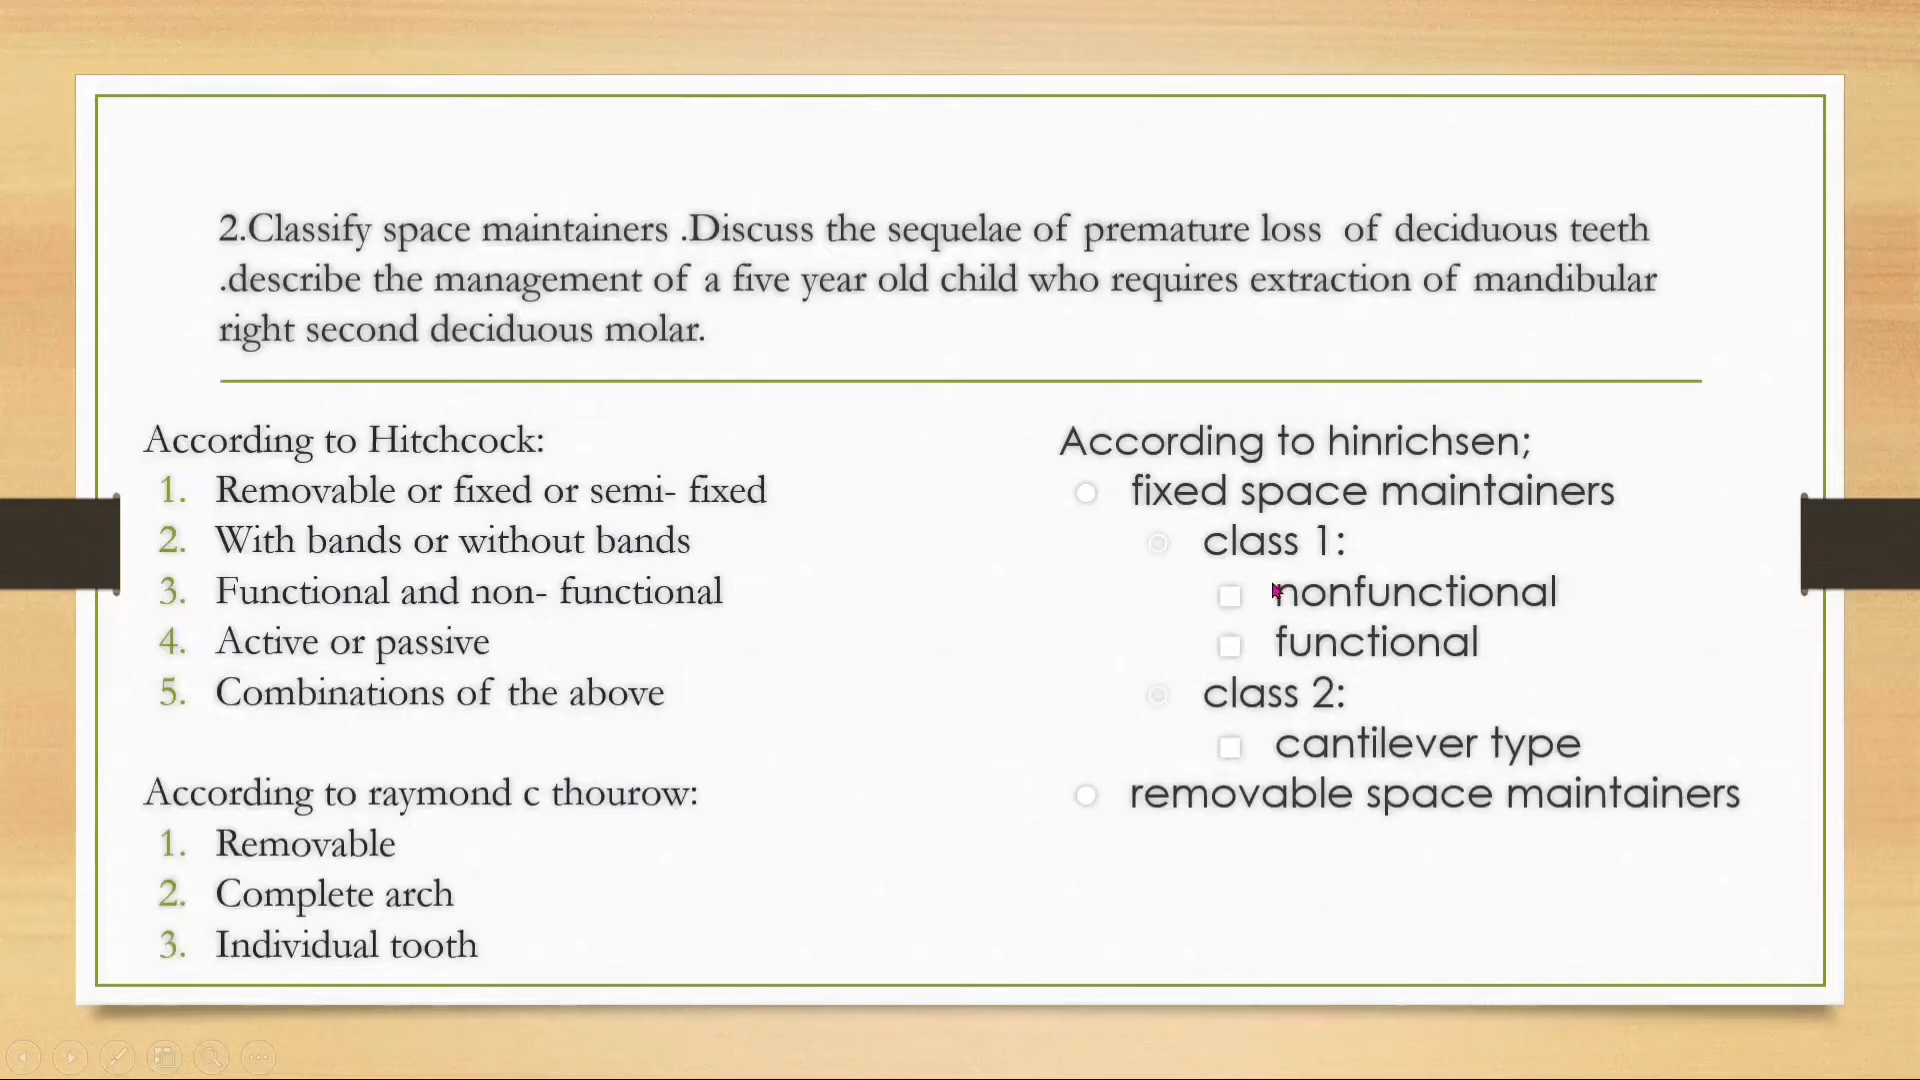 2.Classify space maintainers .Discuss the sequelae of premature loss of deciduous teeth
.describe the management of a five year old child who requires extraction of mandibular
right second deciduous molar.
According to Hitchcock:
1. Removable or fixed or semi- fixed
2. With bands or without bands
3. Functional and non- functional
4. Active or passive
5. Combinations of the above
According to raymond c thourow:
1. Removable
2. Complete arch
3. Individual tooth
According to hinrichsen;
fixed space maintainers
class 1:
nonfunctional
functional
class 2:
cantilever type
removable space maintainers